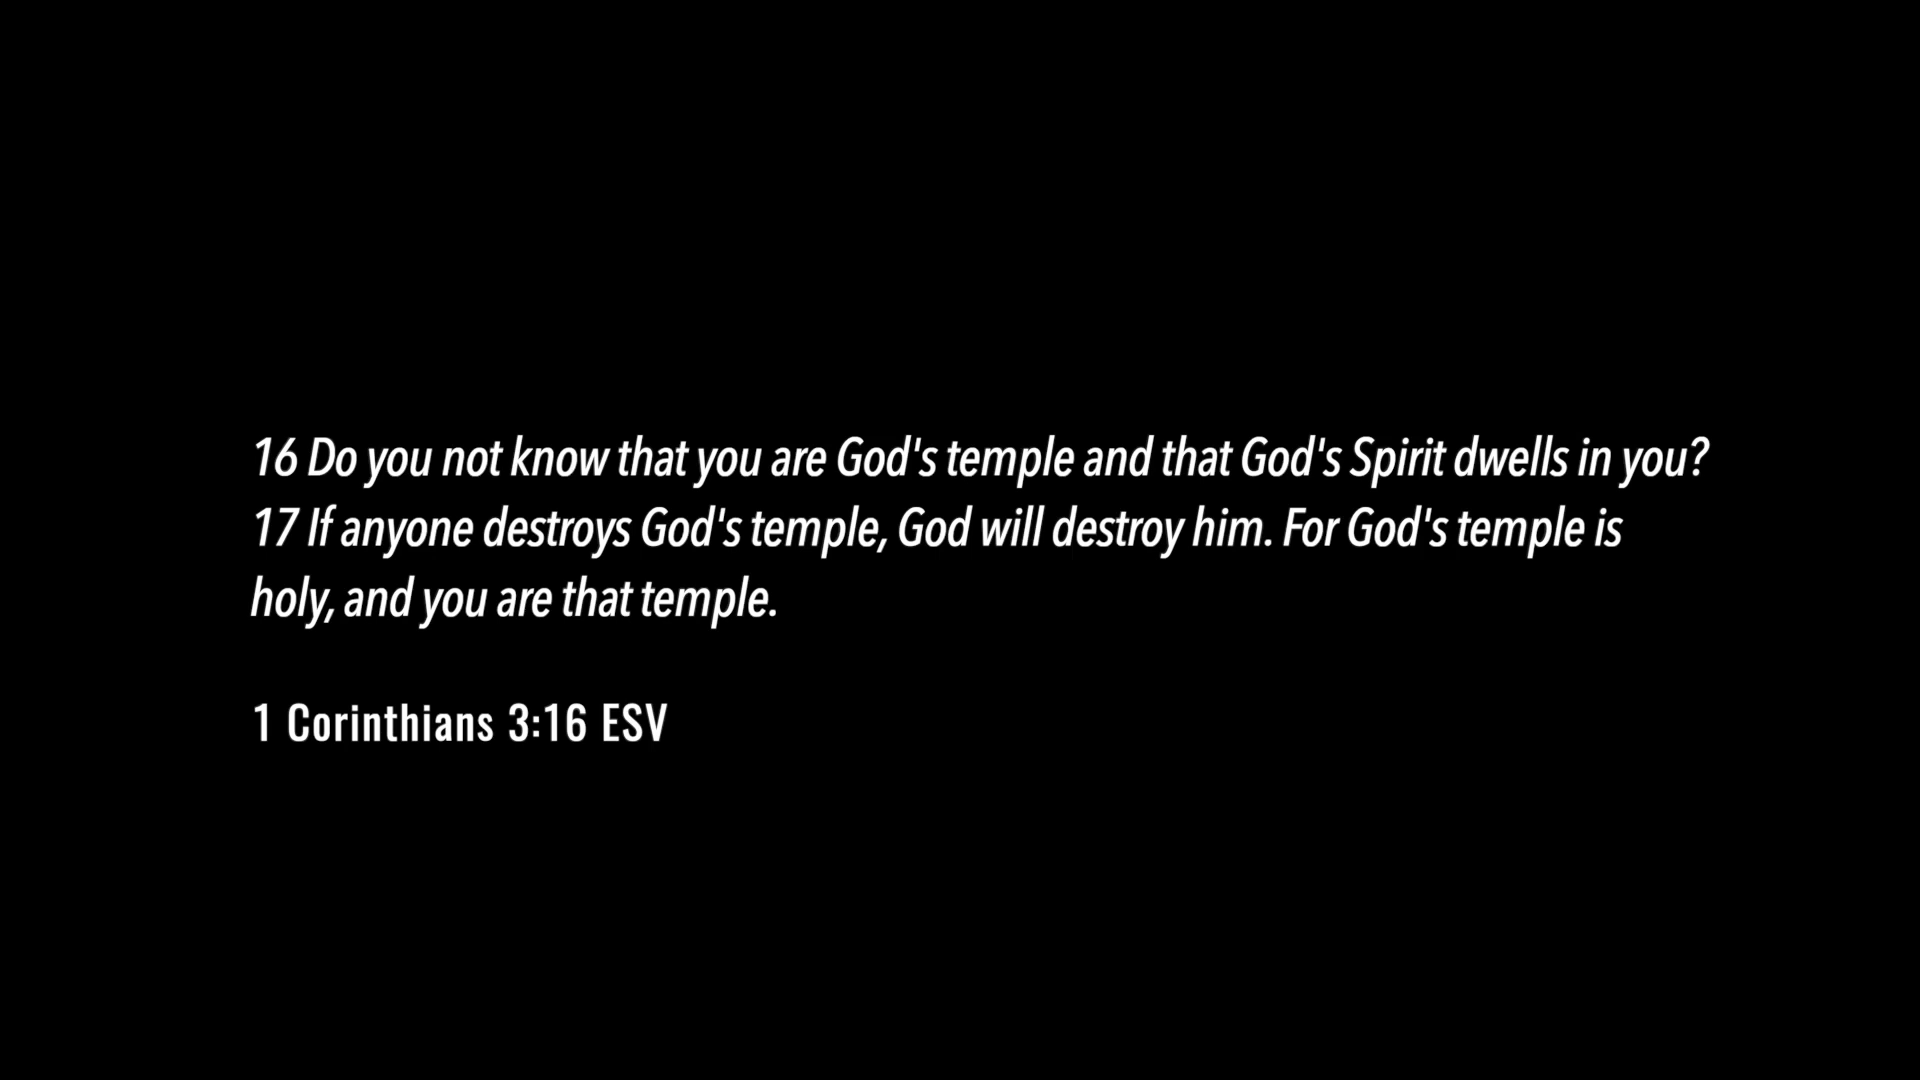 16 Do you not know that you are God's temple and that God's Spirit dwells in you?
17 If anyone destroys God's temple, God will destroy him. For God's temple is
holy, and you are that temple.
1 Corinthians 3:16 ESV